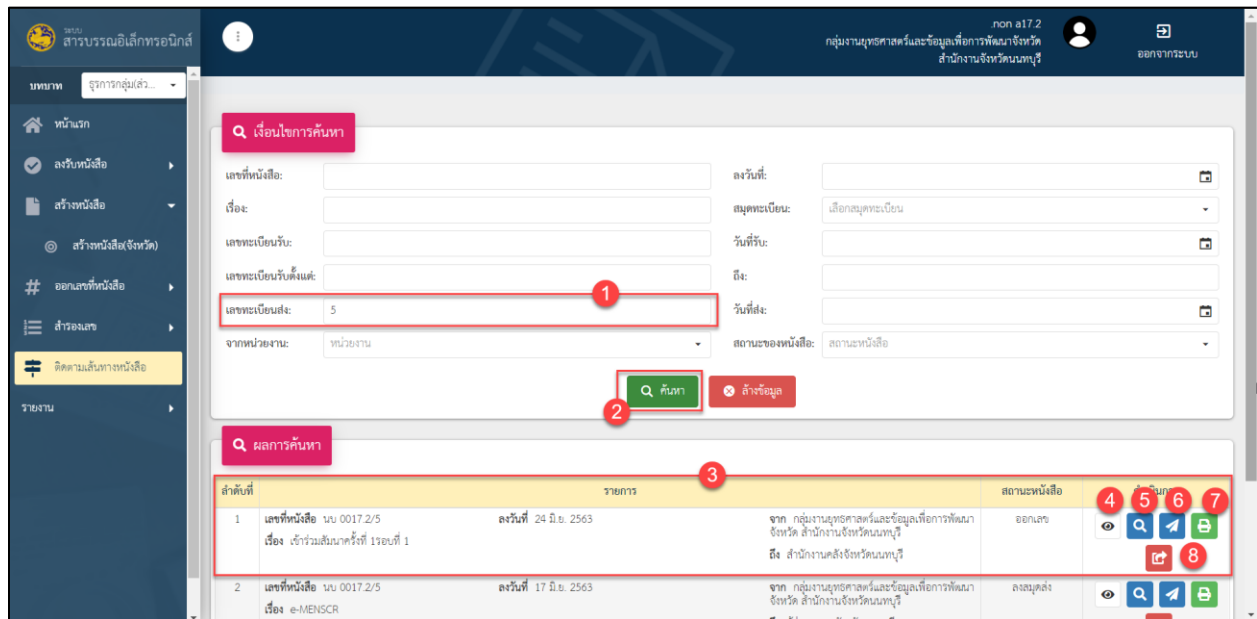 ระบบ
สารบรรณอิเล็กทรอนิกส์
.non a17.2
กลุ่มงานยุทธศาสตร์และข้อมูลเพื่อการพัฒนาจังหวัด
สำนักงานจังหวัดนนทบุรี
ออกจากระบบ
บทบาท ธุรการกลุ่ม(ส่ว...
หน้าแรก
ลงรับหนังสือ
สร้างหนังสือ
สร้างหนังสือ(จังหวัด)
ออกเลขที่หนังสือ
สำรองเลข
ติดตามเส้นทางหนังสือ
รายงาน
เงื่อนไขการค้นหา
เลขที่หนังสือ: ลงวันที่:
เรื่อง: สมุดทะเบียน: เลือกสมุดทะเบียน
เลขทะเบียนรับ: วันที่รับ:
เลขทะเบียนรับตั้งแต่: ถึง:
1
เลขทะเบียนส่ง: 5 วันที่ส่ง:
จากหน่วยงาน: หน่วยงาน สถานะของหนังสือ: สถานะหนังสือ
ค้นหา ล้างข้อมูล
2
ผลการค้นหา
3
ลำดับที่ รายการ สถานะหนังสือ
4 5 6 7
1 เลขที่หนังสือ นบ 0017.2/5 ลงวันที่ 24 มิ.ย. 2563 จาก กลุ่มงานยุทธศาสตร์และข้อมูลเพื่อการพัฒนา ออกเลข
จังหวัด สำนักงานจังหวัดนนทบุรี
เรื่อง เข้าร่วมสัมมนาครั้งที่ 1รอบที่ 1
ถึง สำนักงานคลังจังหวัดนนทบุรี
8
2 เลขที่หนังสือ นบ 0017.2/5 ลงวันที่ 17 มิ.ย. 2563 จาก กลุ่มงานยุทธศาสตร์และข้อมูลเพื่อการพัฒนา ลงสมุดส่ง
จังหวัด สำนักงานจังหวัดนนทบุรี
เรื่อง e-MENSCR